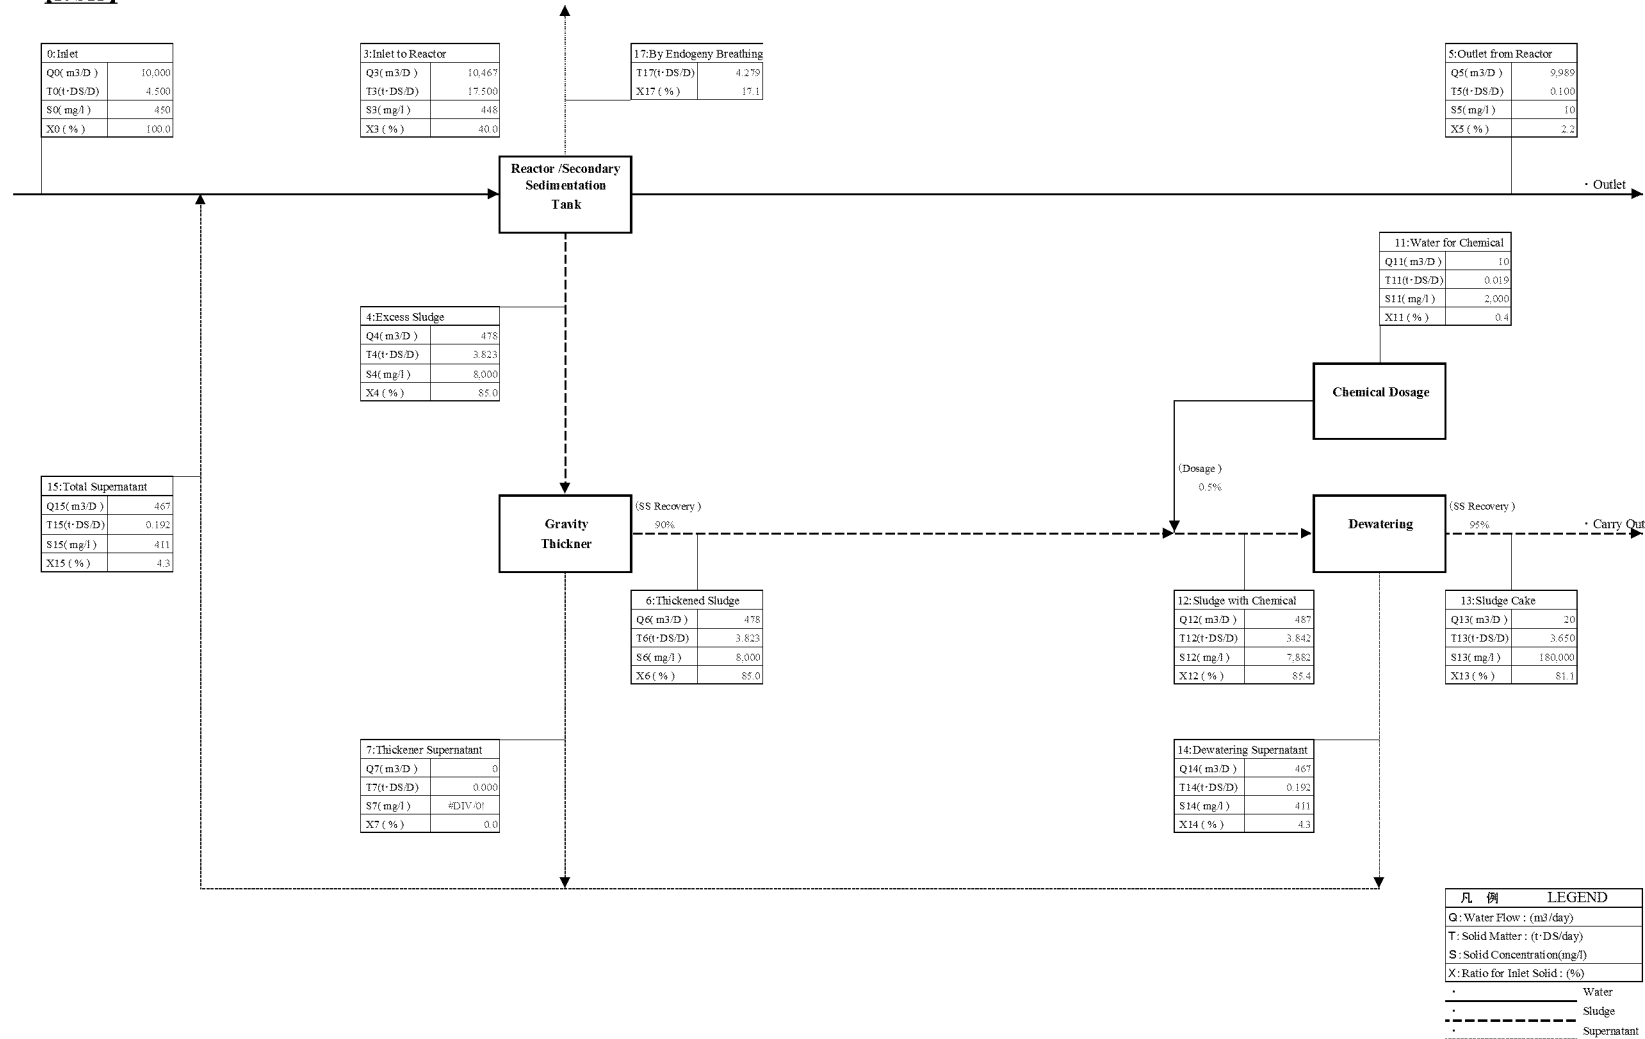 0:Inlet
Q0( m3/D ) 10,000
T0(t·DS/D) 4.500
S0( mg/l ) 450
X0 ( % ) 100.0
3:Inlet to Reactor
Q3( m3/D ) 10,467
T3(t·DS/D) 17.500
S3( mg/l ) 448
X3 ( % ) 40.0
17:By Endogeny Breathing
T17(t·DS/D) 4.279
X17 ( % ) 17.1
5:Outlet from Reactor
Q5( m3/D ) 9,989
T5(t·DS/D) 0.100
S5( mg/l ) 10
X5 ( % ) 2.2
Reactor /Secondary
Sedimentation
Tank
· Outlet
11:Water for Chemical
Q11( m3/D ) 10
T11(t·DS/D) 0.019
S11( mg/l ) 2,000
X11 ( % ) 0.4
4:Excess Sludge
Q4( m3/D ) 478
T4(t·DS/D) 3.823
S4( mg/l ) 8,000
X4 ( % ) 85.0
Chemical Dosage
(Dosage )
0.5%
15:Total Supernatant
Q15( m3/D ) 467
T15(t·DS/D) 0.192
S15( mg/l ) 411
X15 ( % ) 4.3
Gravity
Thickner
(SS Recovery )
90%
Dewatering
(SS Recovery )
95%
· Carry Out
6:Thickened Sludge
Q6( m3/D ) 478
T6(t·DS/D) 3.823
S6( mg/l ) 8,000
X6 ( % ) 85.0
12:Sludge with Chemical
Q12( m3/D ) 487
T12(t·DS/D) 3.842
S12( mg/l ) 7,882
X12 ( % ) 85.4
13:Sludge Cake
Q13( m3/D ) 20
T13(t·DS/D) 3.650
S13( mg/l ) 180,000
X13 ( % ) 81.1
7:Thickener Supernatant
Q7( m3/D ) 0
T7(t·DS/D) 0.000
S7( mg/l ) #DIV/0!
X7 ( % ) 0.0
14:Dewatering Supernatant
Q14( m3/D ) 467
T14(t·DS/D) 0.192
S14( mg/l ) 411
X14 ( % ) 4.3
凡 例 LEGEND
Q:Water Flow : (m3/day)
T:Solid Matter : (t·DS/day)
S:Solid Concentration(mg/l)
X:Ratio for Inlet Solid : (%)
· Water
· Sludge
· Supernatant